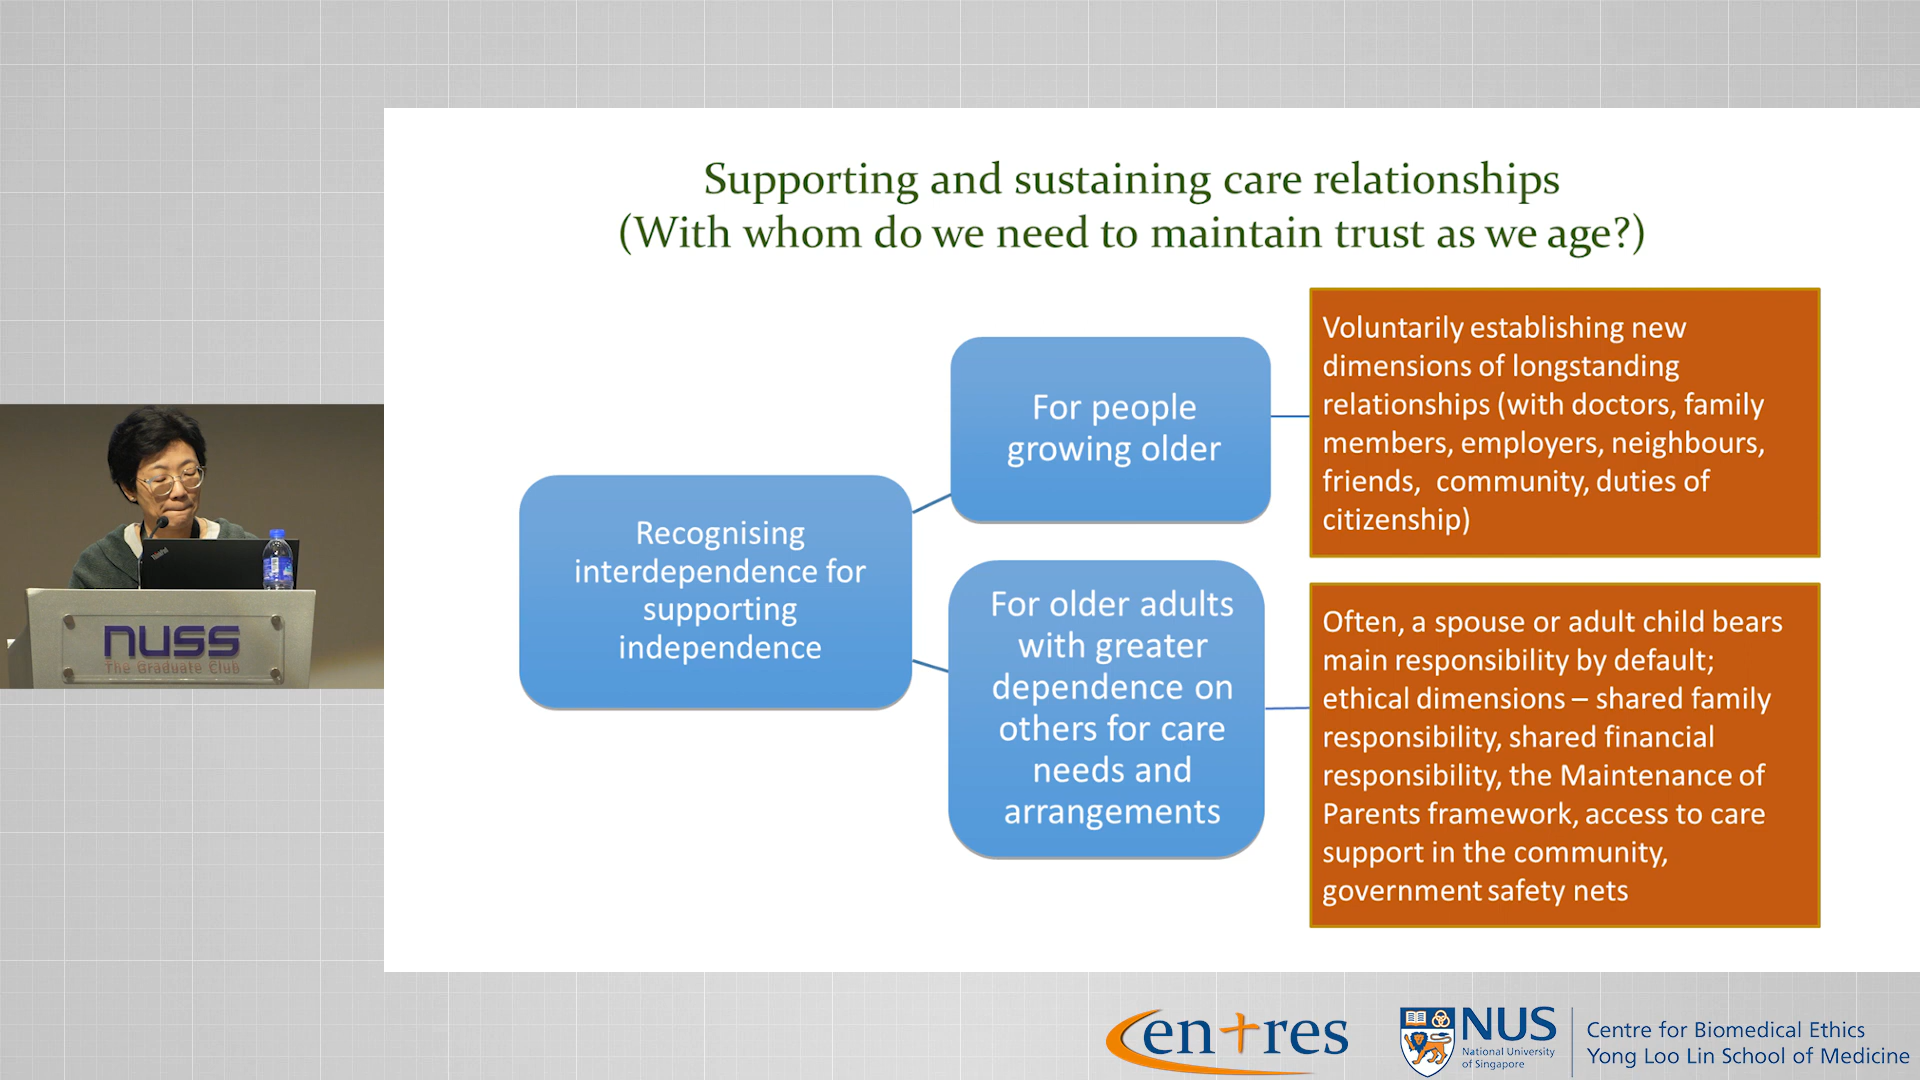 Supporting and sustaining care relationships
(With whom do we need to maintain trust as we age?)
Recognising
interdependence for
supporting
independence
For people
growing older
For older adults
with greater
dependence on
others for care
needs and
arrangements
Voluntarily establishing new
dimensions of longstanding
relationships (with doctors, family
members, employers, neighbours,
friends, community, duties of
citizenship)
Often, a spouse or adult child bears
main responsibility by default;
ethical dimensions – shared family
responsibility, shared financial
responsibility, the Maintenance of
Parents framework, access to care
support in the community,
government safety nets
ThinkPad
NUSS
The Graduate Club
Centres
NUS
National University
of Singapore
Centre for Biomedical Ethics
Yong Loo Lin School of Medicine